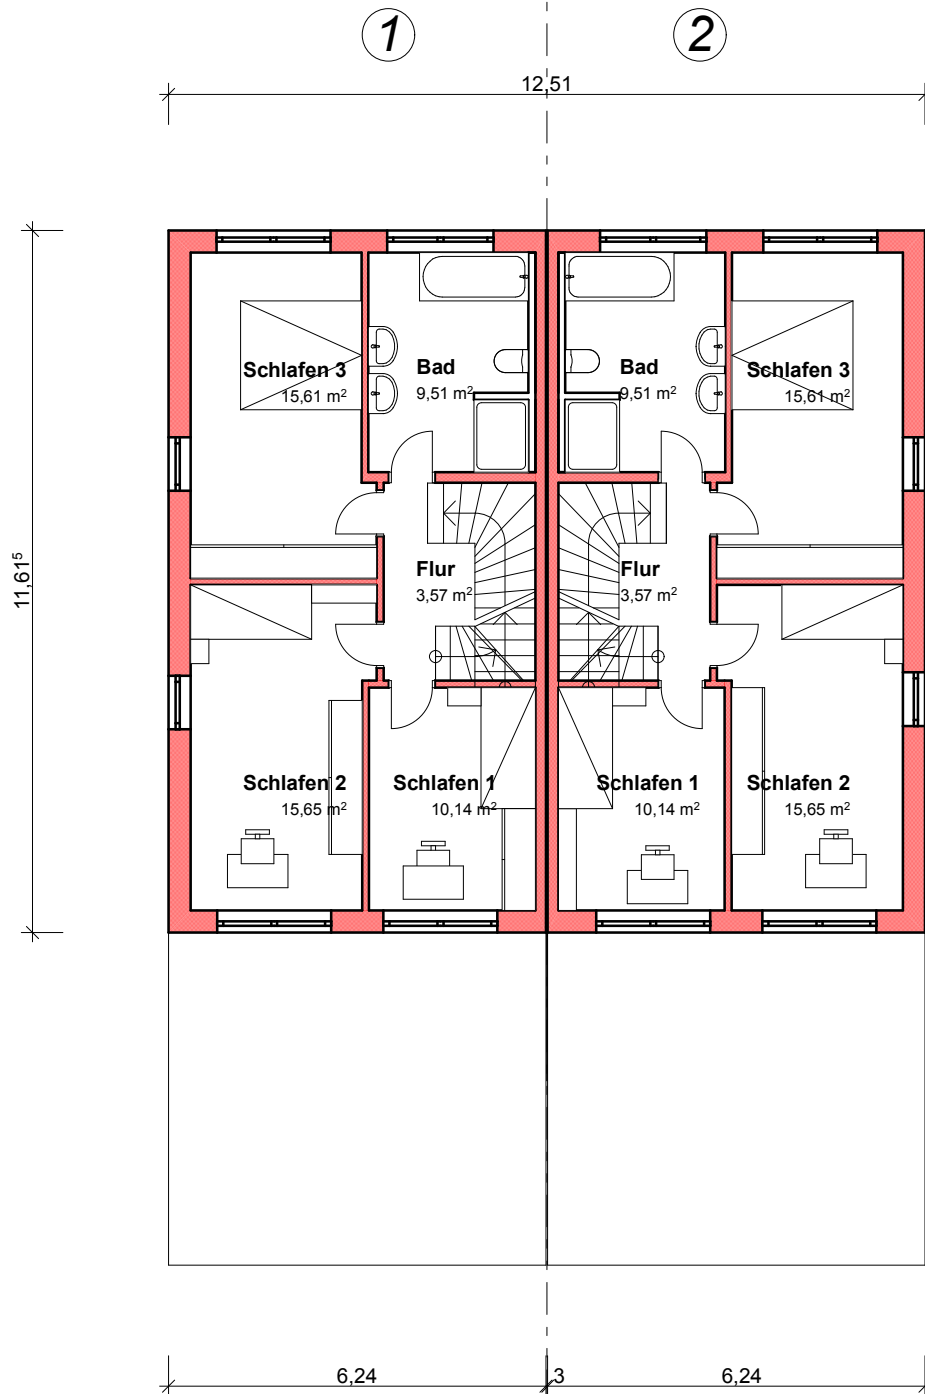 1 2
12,51
11,61⁵
Schlafen 3 Bad Bad Schlafen 3
15,61 m² 9,51 m² 9,51 m² 15,61 m²
Flur Flur
3,57 m² 3,57 m²
Schlafen 2 Schlafen 1 Schlafen 1 Schlafen 2
15,65 m² 10,14 m² 10,14 m² 15,65 m²
6,24 3 6,24